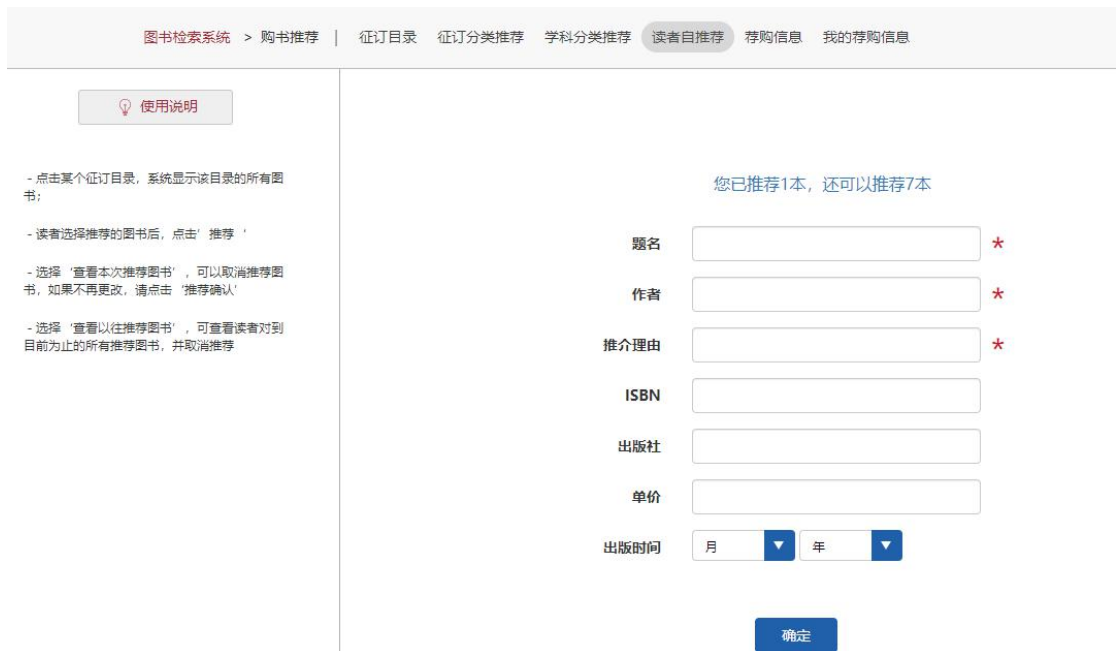 图书检索系统 > 购书推荐 | 征订目录 征订分类推荐 学科分类推荐 读者自推荐 荐购信息 我的荐购信息
使用说明
- 点击某个征订目录，系统显示该目录的所有图
书;
- 读者选择推荐的图书后，点击’推荐‘
- 选择‘查看本次推荐图书’，可以取消推荐图
书，如果不再更改，请点击‘推荐确认’
- 选择‘查看以往推荐图书’，可查看读者对到
目前为止的所有推荐图书，并取消推荐
您已推荐1本，还可以推荐7本
题名 *
作者 *
推介理由 *
ISBN
出版社
单价
出版时间 月 年
确定